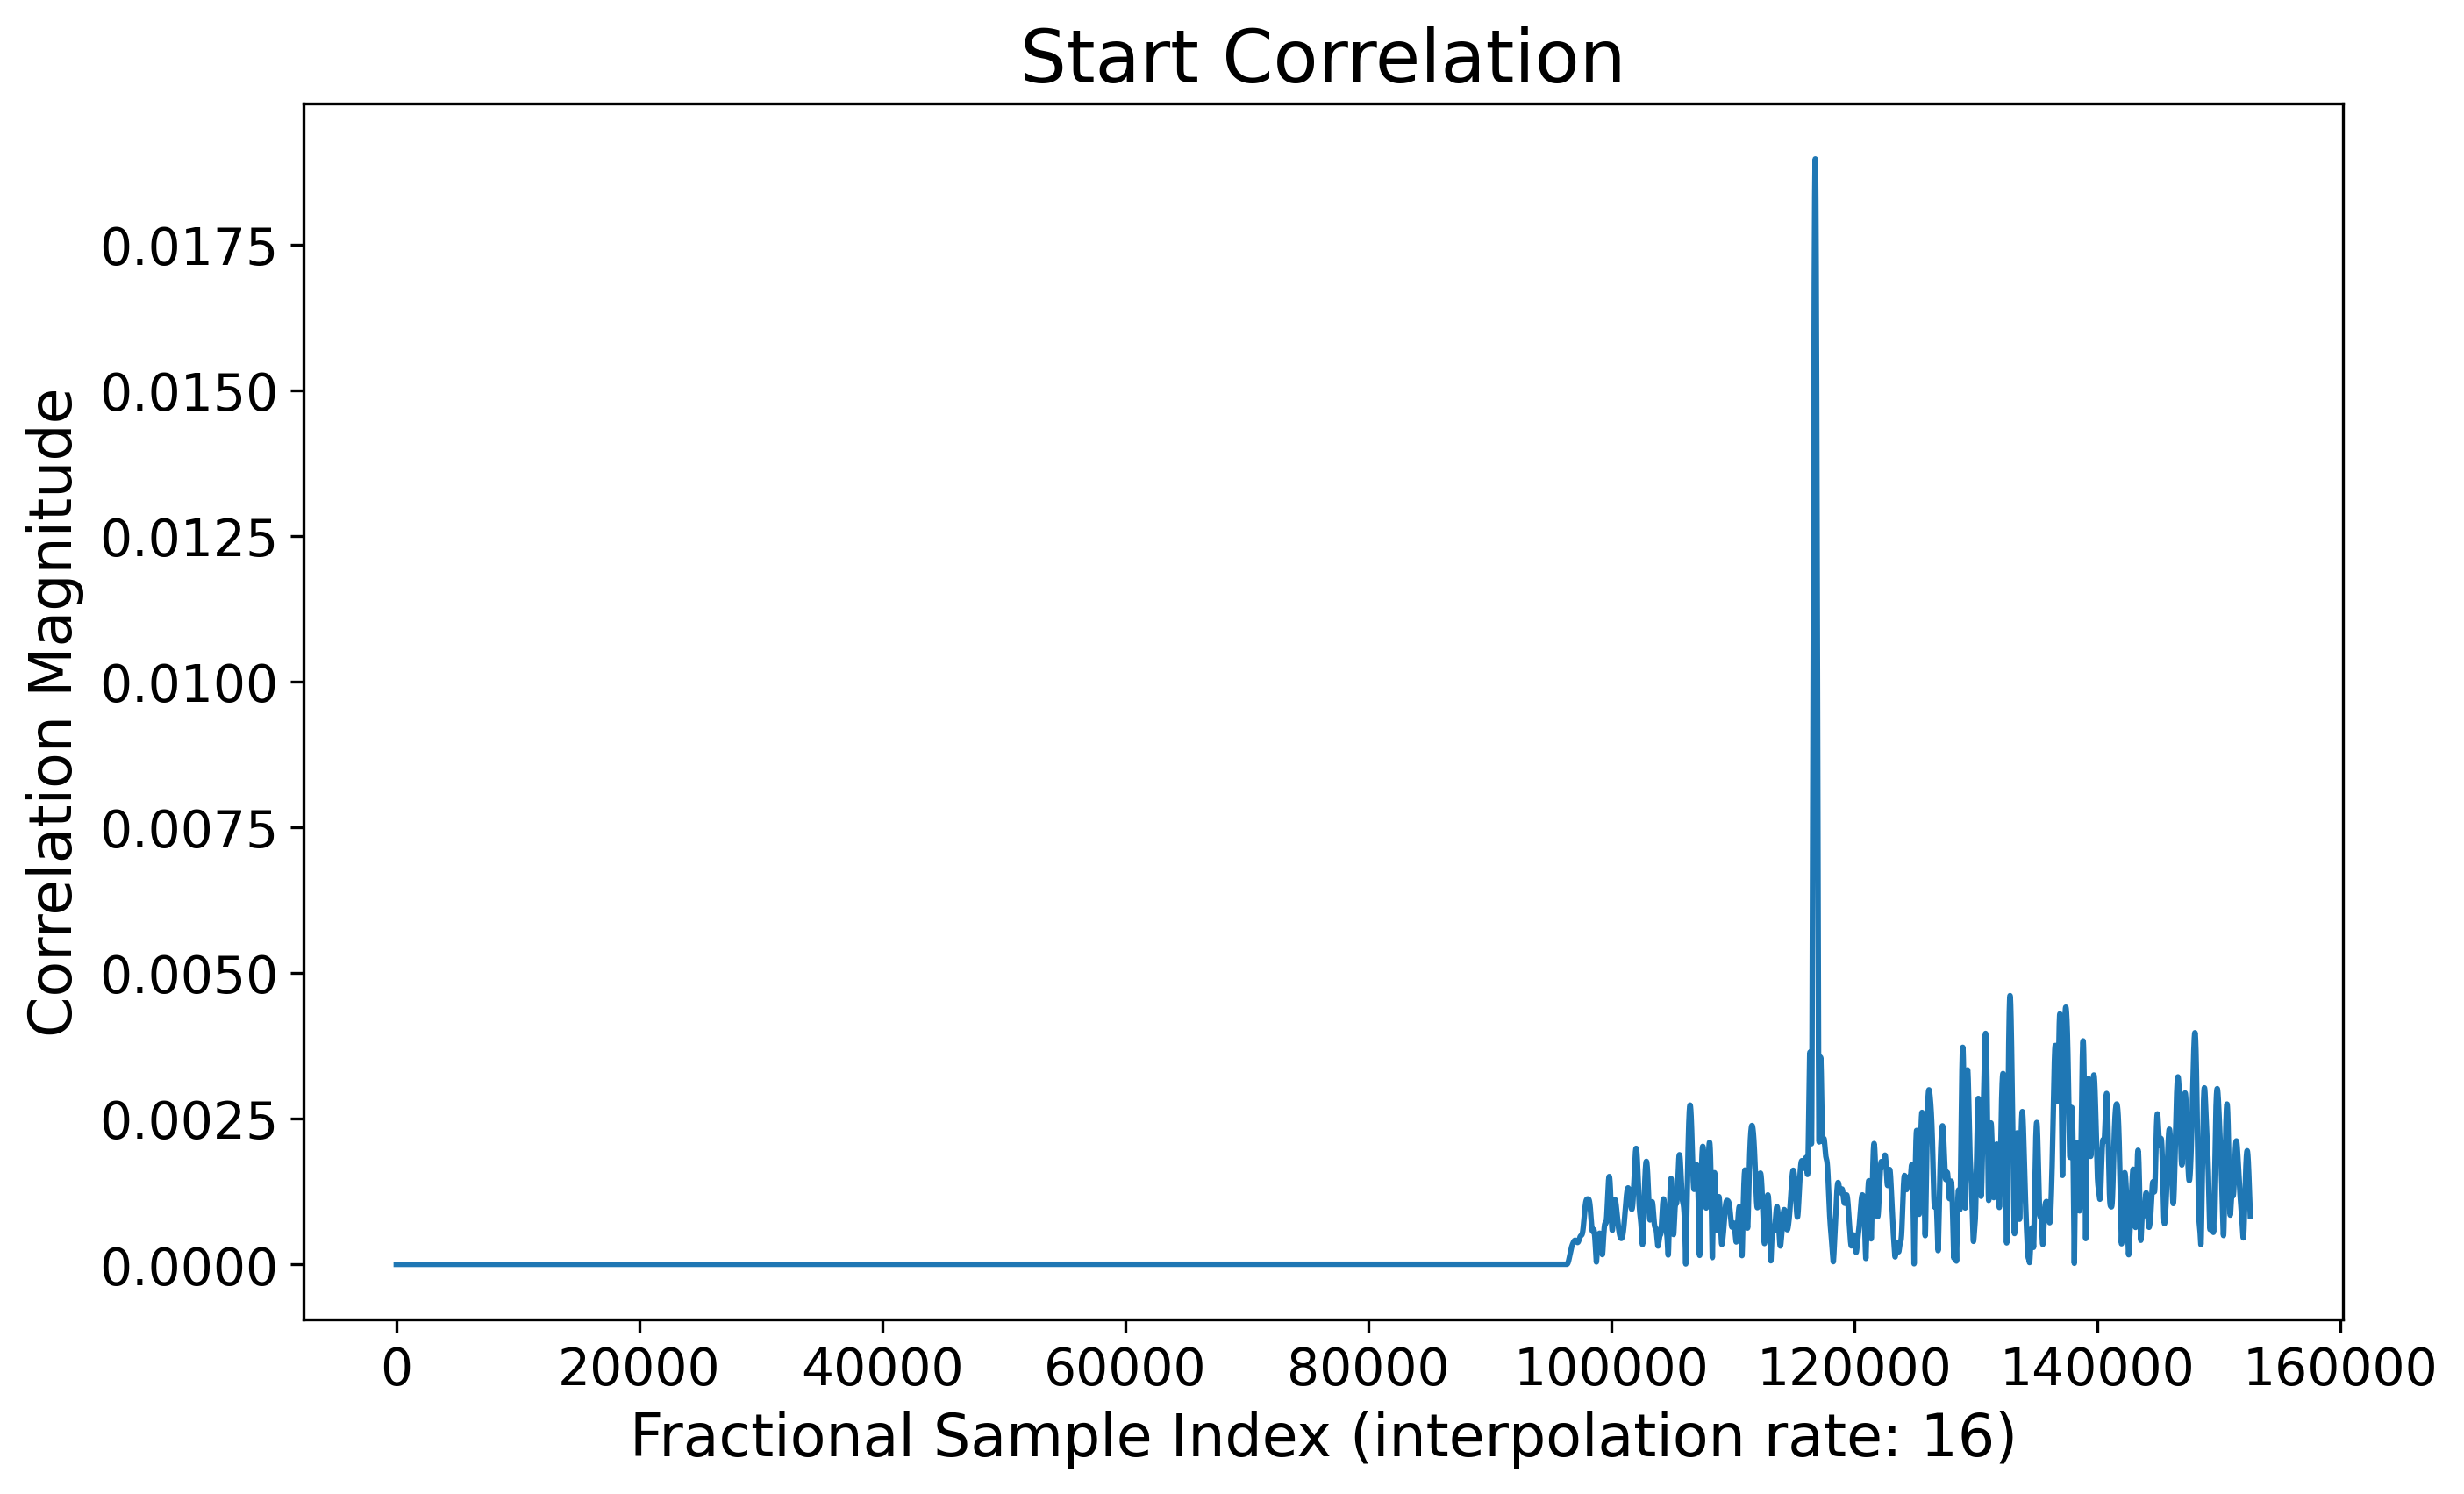 Start Correlation
Correlation Magnitude
0.0175
0.0150
0.0125
0.0100
0.0075
0.0050
0.0025
0.0000
0 20000 40000 60000 80000 100000 120000 140000 160000
Fractional Sample Index (interpolation rate: 16)